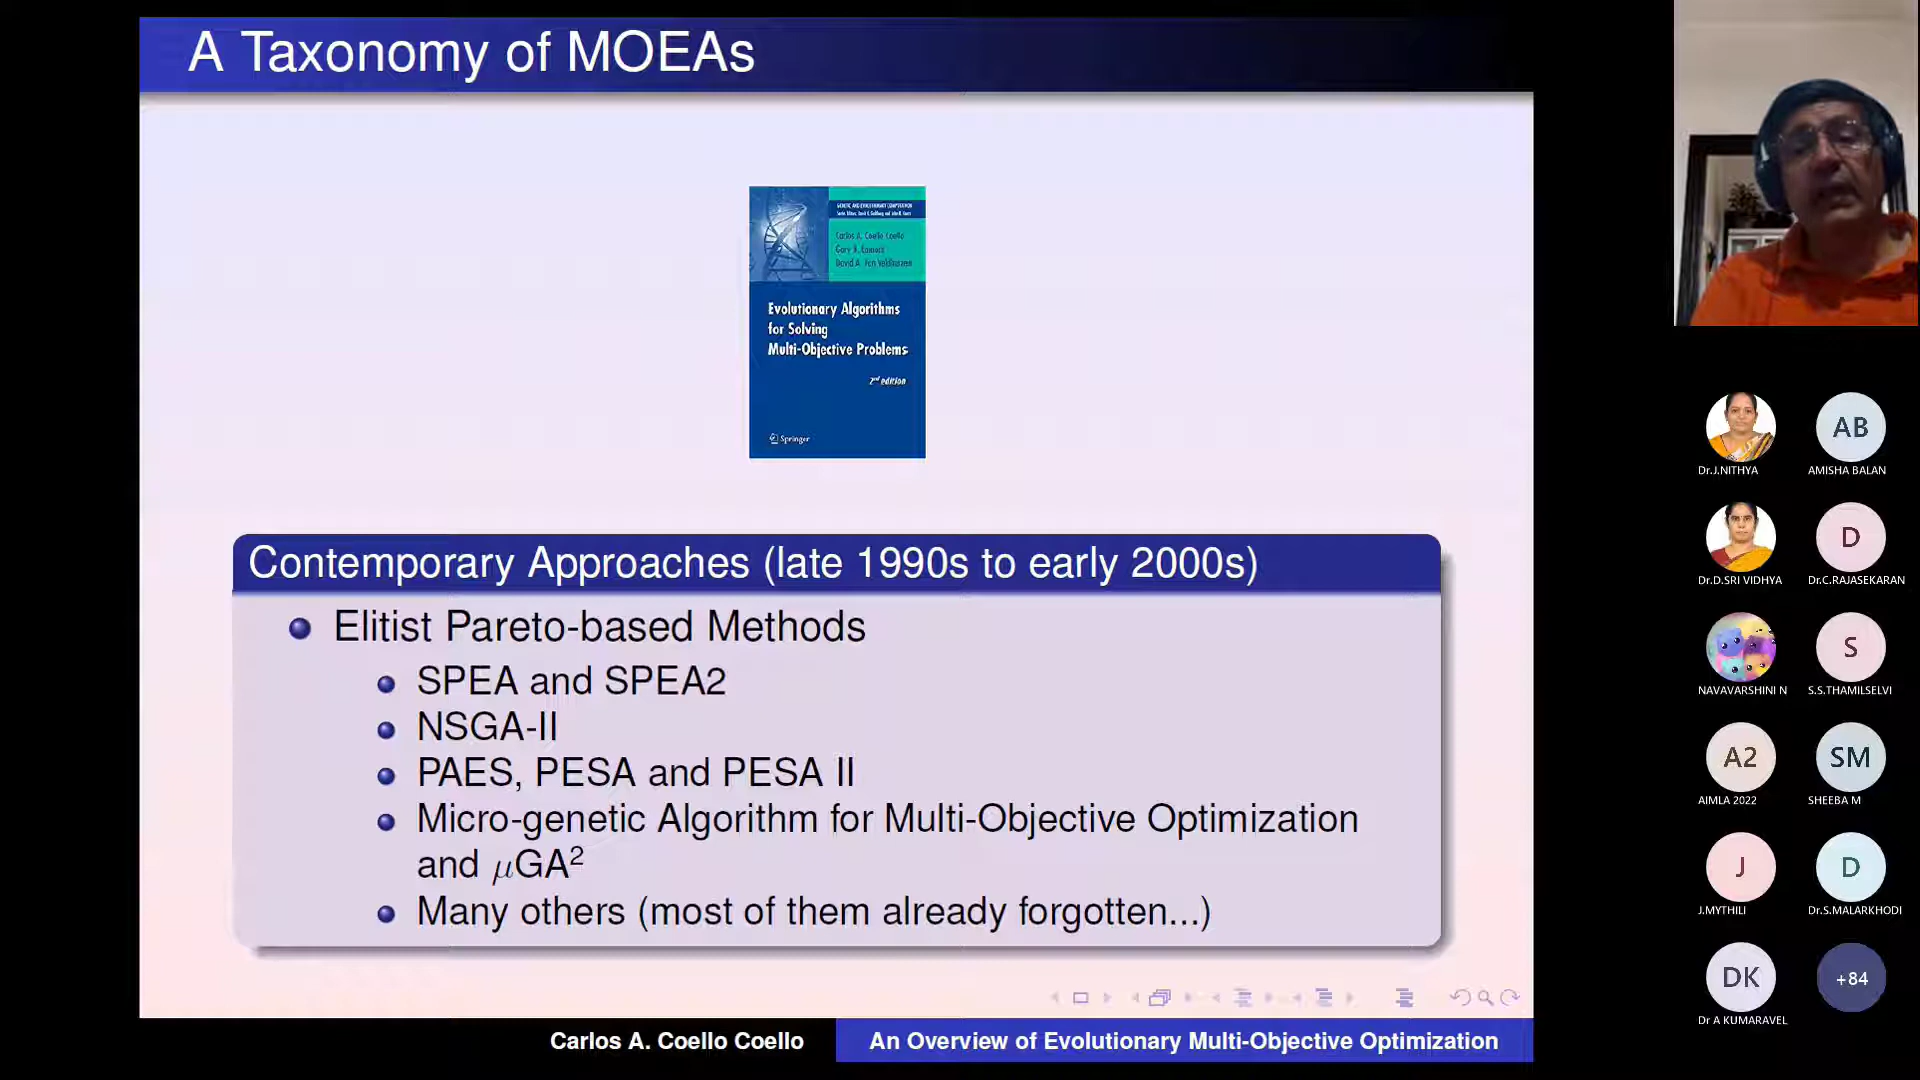 A Taxonomy of MOEAs
GENETIC AND EVOLUTIONARY COMPUTATION
Carlos A. Coello Coello
Gary B. Lamont
David A. Van Veldhuizen
Evolutionary Algorithms
for Solving
Multi-Objective Problems
2nd edition
Springer
Contemporary Approaches (late 1990s to early 2000s)
Elitist Pareto-based Methods
SPEA and SPEA2
NSGA-II
PAES, PESA and PESA II
Micro-genetic Algorithm for Multi-Objective Optimization
and μGA²
Many others (most of them already forgotten...)
Carlos A. Coello Coello
An Overview of Evolutionary Multi-Objective Optimization
Dr.J.NITHYA
AB
AMISHA BALAN
Dr.D.SRI VIDHYA
D
Dr.C.RAJASEKARAN
NAVAVARSHINI N
S
S.S.THAMILSELVI
A2
AIMLA 2022
SM
SHEEBA M
J
J.MYTHILI
D
Dr.S.MALARKHODI
DK
Dr A KUMARAVEL
+84